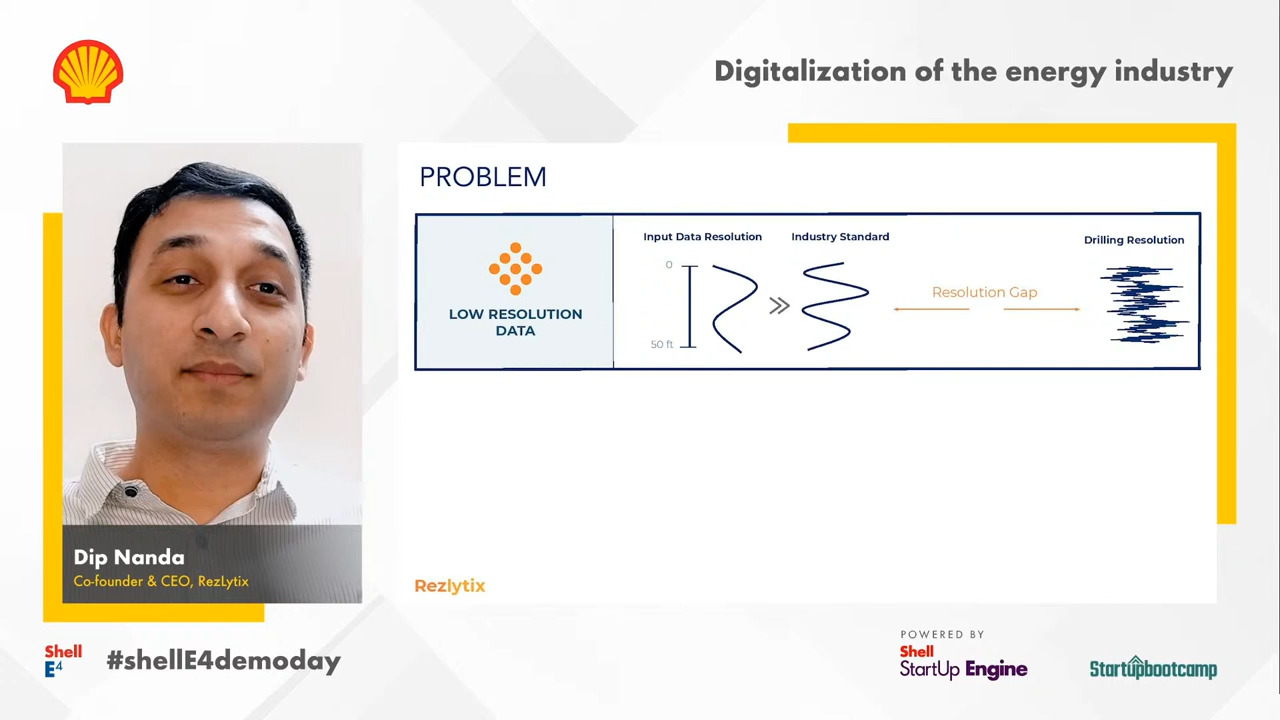 Digitalization of the energy industry
PROBLEM
LOW RESOLUTION
DATA
Input Data Resolution
Industry Standard
Drilling Resolution
0
50 ft
Resolution Gap
Rezlytix
Dip Nanda
Co-founder & CEO, RezLytix
Shell
E4
#shellE4demoday
POWERED BY
Shell
StartUp Engine
Startupbootcamp